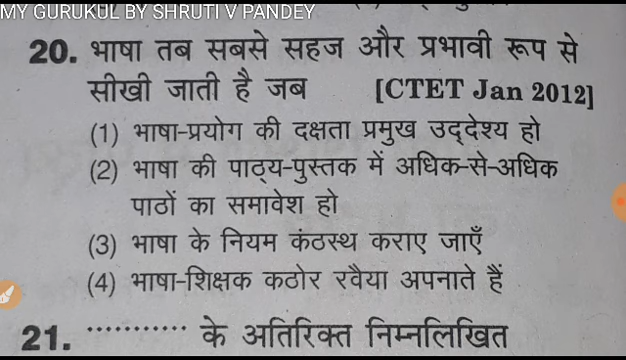 MY GURUKUL BY SHRUTI V PANDEY
20. भाषा तब सबसे सहज और प्रभावी रूप से
सीखी जाती है जब [CTET Jan 2012]
(1) भाषा-प्रयोग की दक्षता प्रमुख उद्देश्य हो
(2) भाषा की पाठ्य-पुस्तक में अधिक-से-अधिक
पाठों का समावेश हो
(3) भाषा के नियम कंठस्थ कराए जाएँ
(4) भाषा-शिक्षक कठोर रवैया अपनाते हैं
21. ............ के अतिरिक्त निम्नलिखित